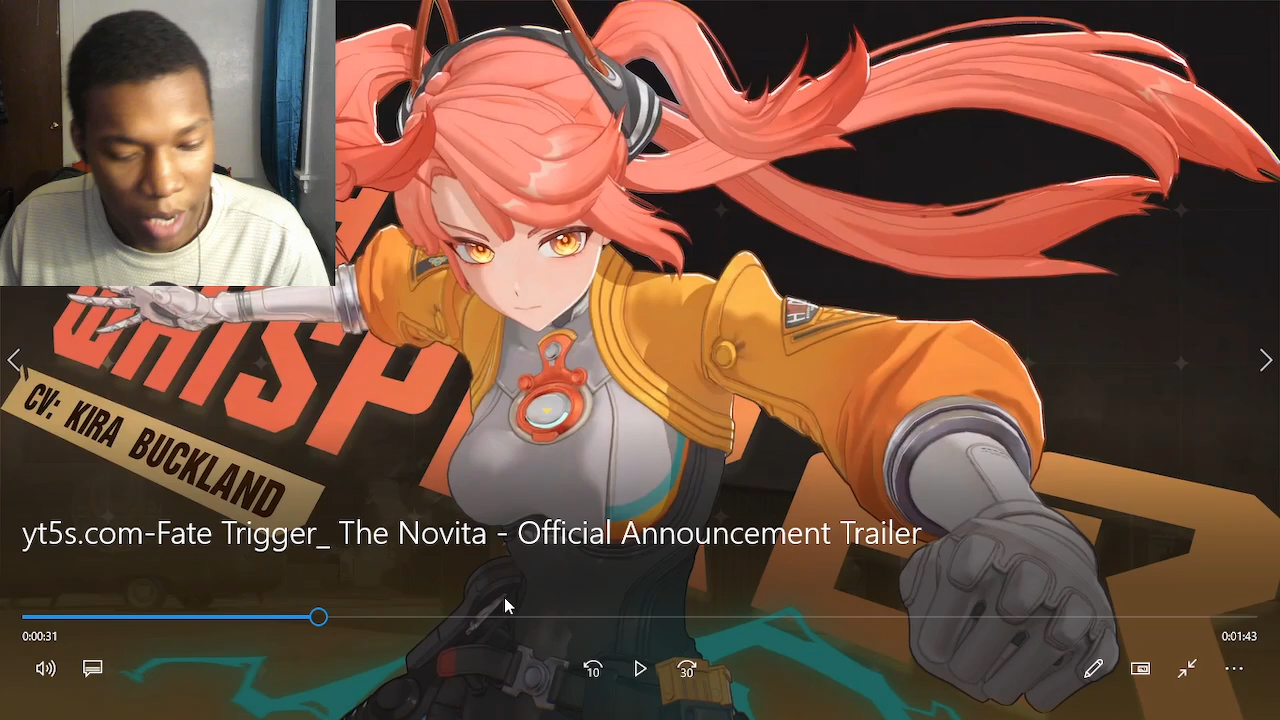 WHISP
CV: KIRA BUCKLAND
yt5s.com-Fate Trigger_ The Novita - Official Announcement Trailer
0:00:31
0:01:43
10
30